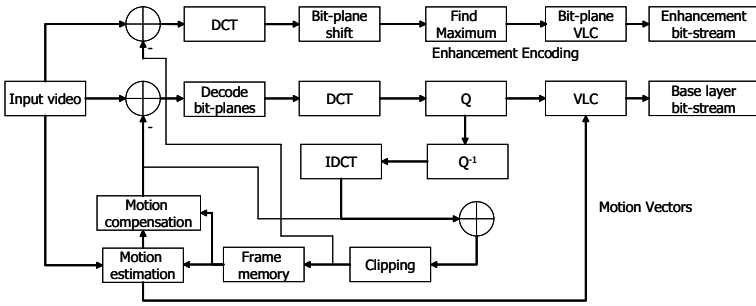 DCT
Bit-plane
shift
Find
Maximum
Bit-plane
VLC
Enhancement
bit-stream
Enhancement Encoding
-
Input video
Decode
bit-planes
DCT
Q
VLC
Base layer
bit-stream
-
IDCT
Q-1
Motion
compensation
Motion Vectors
Motion
estimation
Frame
memory
Clipping